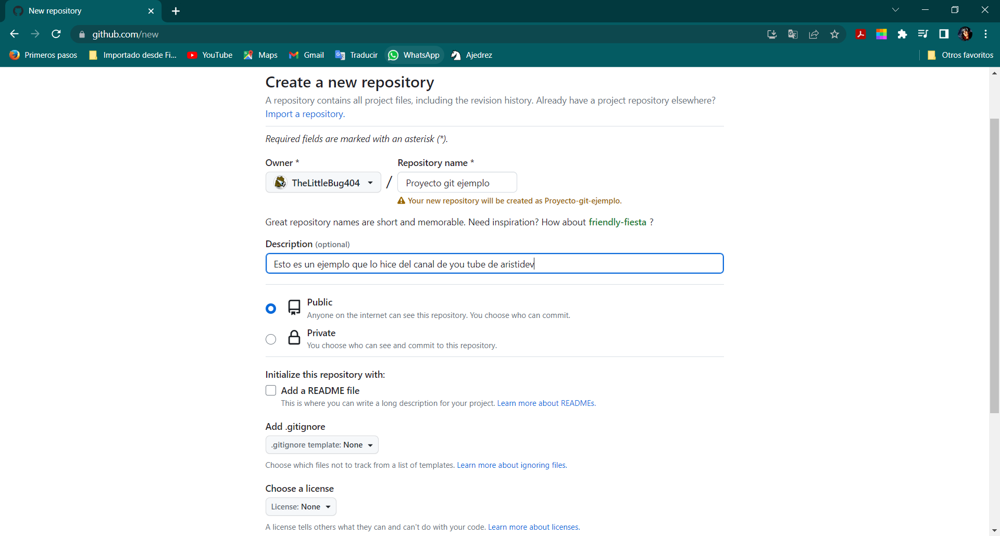 New repository
github.com/new
Primeros pasos
Importado desde Fi...
YouTube
Maps
Gmail
Traducir
WhatsApp
Ajedrez
Otros favoritos
Create a new repository
A repository contains all project files, including the revision history. Already have a project repository elsewhere?
Import a repository.
Required fields are marked with an asterisk (*).
Owner *
Repository name *
TheLittleBug404
/
Proyecto git ejemplo
Your new repository will be created as Proyecto-git-ejemplo.
Great repository names are short and memorable. Need inspiration? How about friendly-fiesta ?
Description (optional)
Esto es un ejemplo que lo hice del canal de you tube de aristidev
Public
Anyone on the internet can see this repository. You choose who can commit.
Private
You choose who can see and commit to this repository.
Initialize this repository with:
Add a README file
This is where you can write a long description for your project. Learn more about READMEs.
Add .gitignore
.gitignore template: None
Choose which files not to track from a list of templates. Learn more about ignoring files.
Choose a license
License: None
A license tells others what they can and can't do with your code. Learn more about licenses.